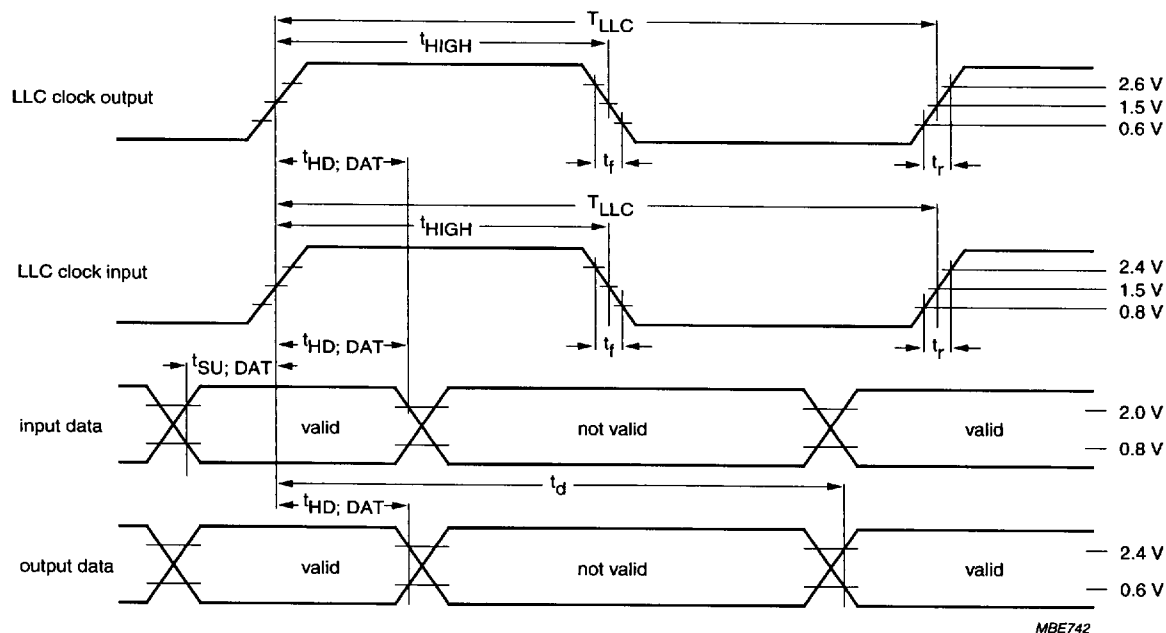 T_LLC
t_HIGH
LLC clock output
2.6 V
1.5 V
0.6 V
t_HD; DAT
t_f
t_r
T_LLC
t_HIGH
LLC clock input
2.4 V
1.5 V
0.8 V
t_HD; DAT
t_f
t_r
t_SU; DAT
input data
valid
not valid
valid
2.0 V
0.8 V
t_d
t_HD; DAT
output data
valid
not valid
valid
2.4 V
0.6 V
MBE742